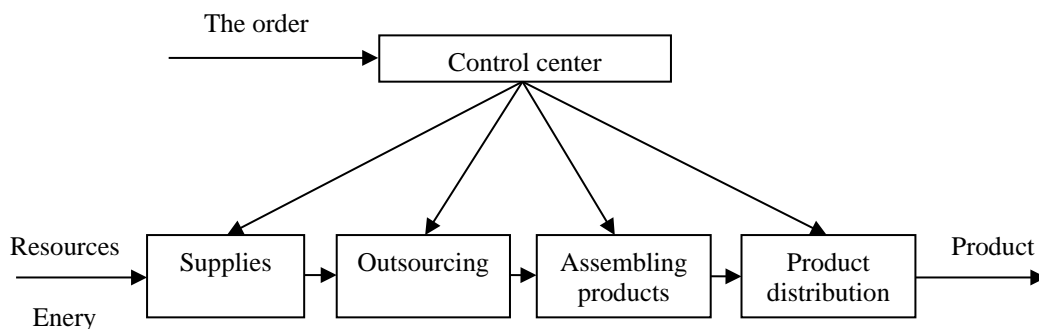 The order
Control center
Resources
Enery
Supplies
Outsourcing
Assembling
products
Product
distribution
Product